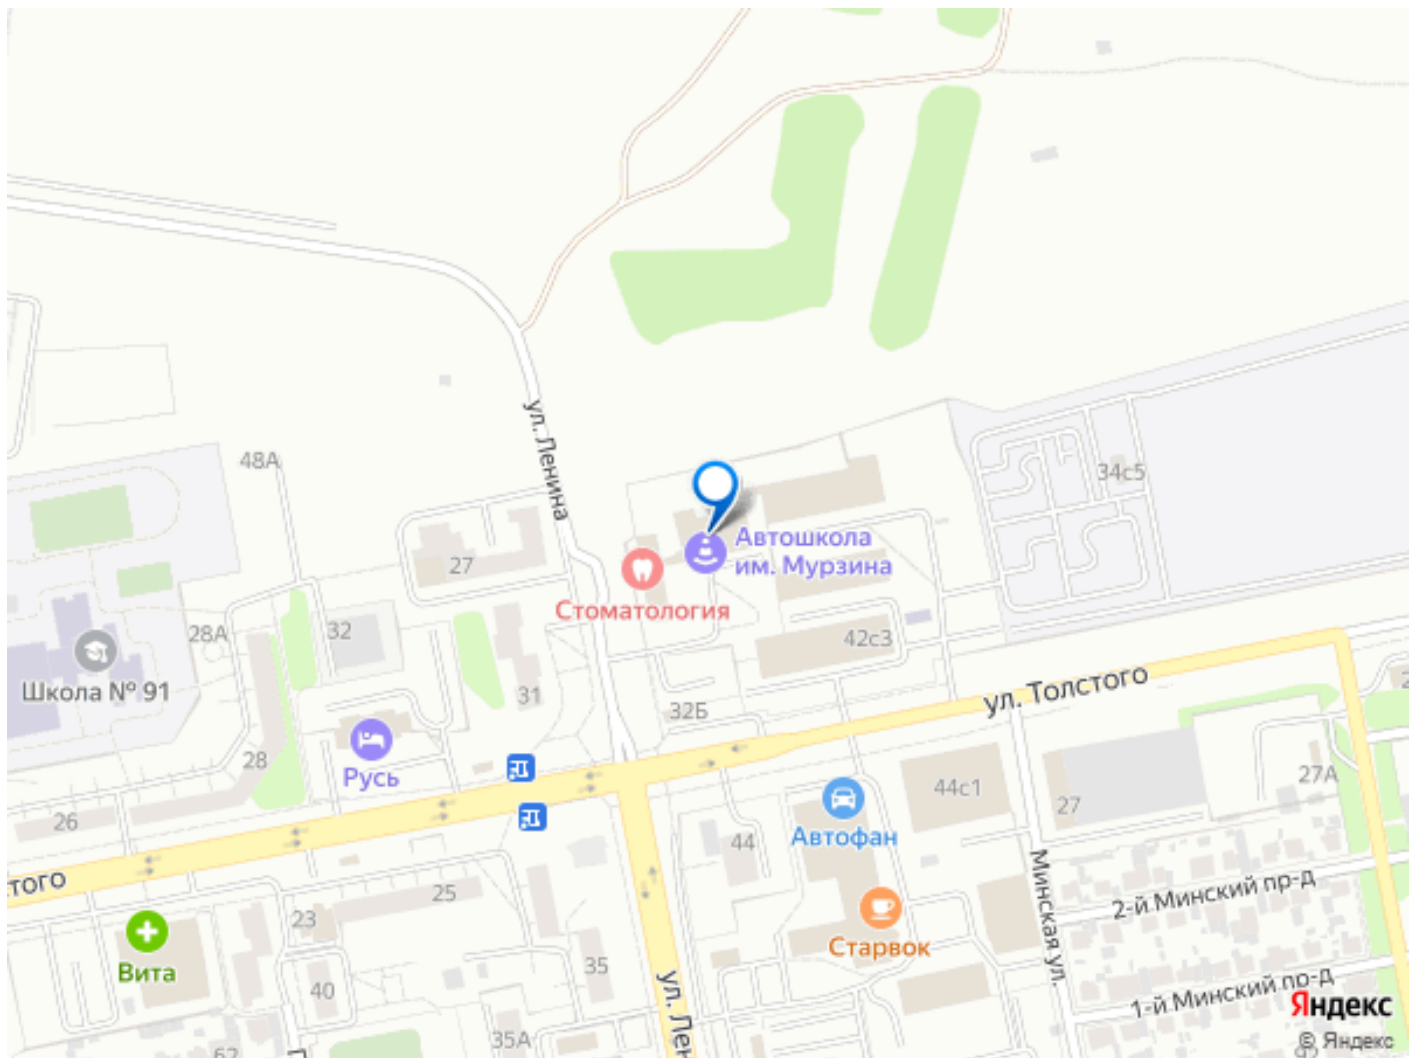 ул. Ленина
48А
34с5
27
Автошкола
им. Мурзина
Стоматология
28А
32
42с3
Школа № 91
31
32Б
ул. Толстого
28
Русь
27А
44с1
27
26
Автофан
44
Минская ул.
2-й Минский пр-д
25
23
Старвок
Вита
35
40
ул. Лен
1-й Минский пр-д
35А
62
Яндекс
© Яндекс